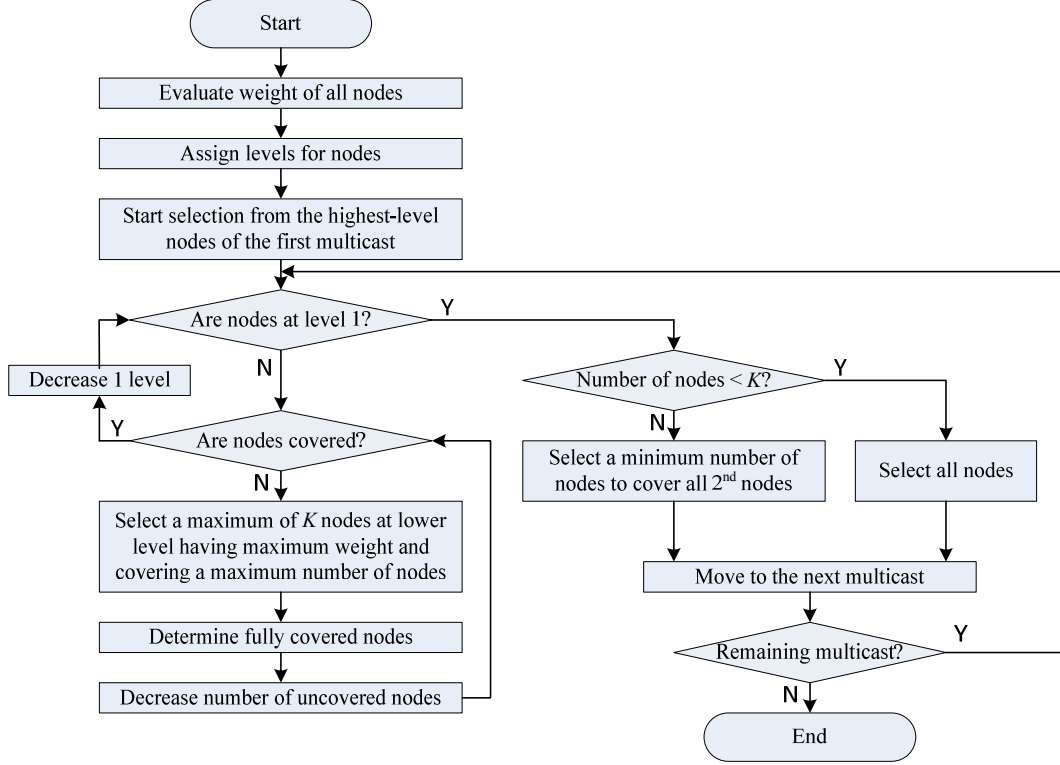 Start
Evaluate weight of all nodes
Assign levels for nodes
Start selection from the highest-level
nodes of the first multicast
Are nodes at level 1?
Y
N
Decrease 1 level
Y
Are nodes covered?
N
Select a maximum of K nodes at lower
level having maximum weight and
covering a maximum number of nodes
Determine fully covered nodes
Decrease number of uncovered nodes
Number of nodes < K?
Y
N
Select a minimum number of
nodes to cover all 2nd nodes
Select all nodes
Move to the next multicast
Remaining multicast?
Y
N
End